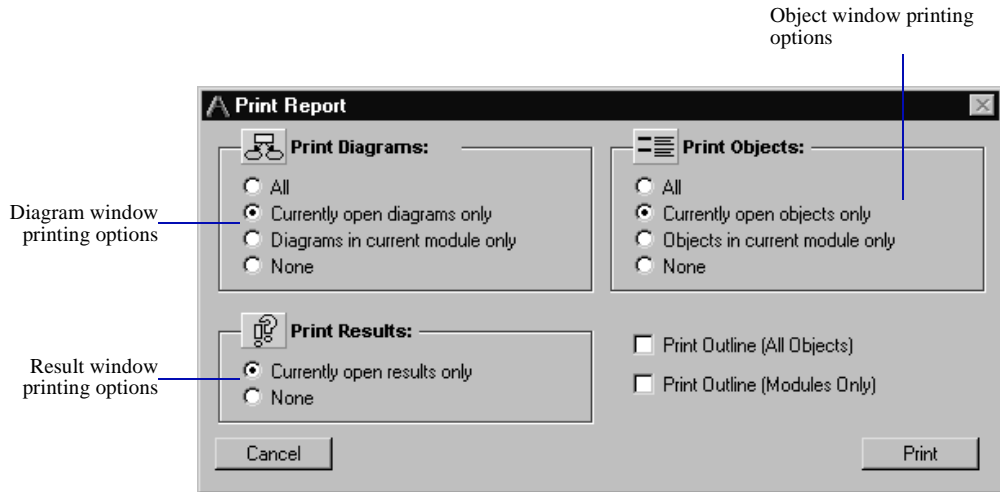 Object window printing
options
Print Report
Print Diagrams:
All
Currently open diagrams only
Diagrams in current module only
None
Print Objects:
All
Currently open objects only
Objects in current module only
None
Diagram window
printing options
Print Results:
Currently open results only
None
Result window
printing options
Print Outline (All Objects)
Print Outline (Modules Only)
Cancel
Print